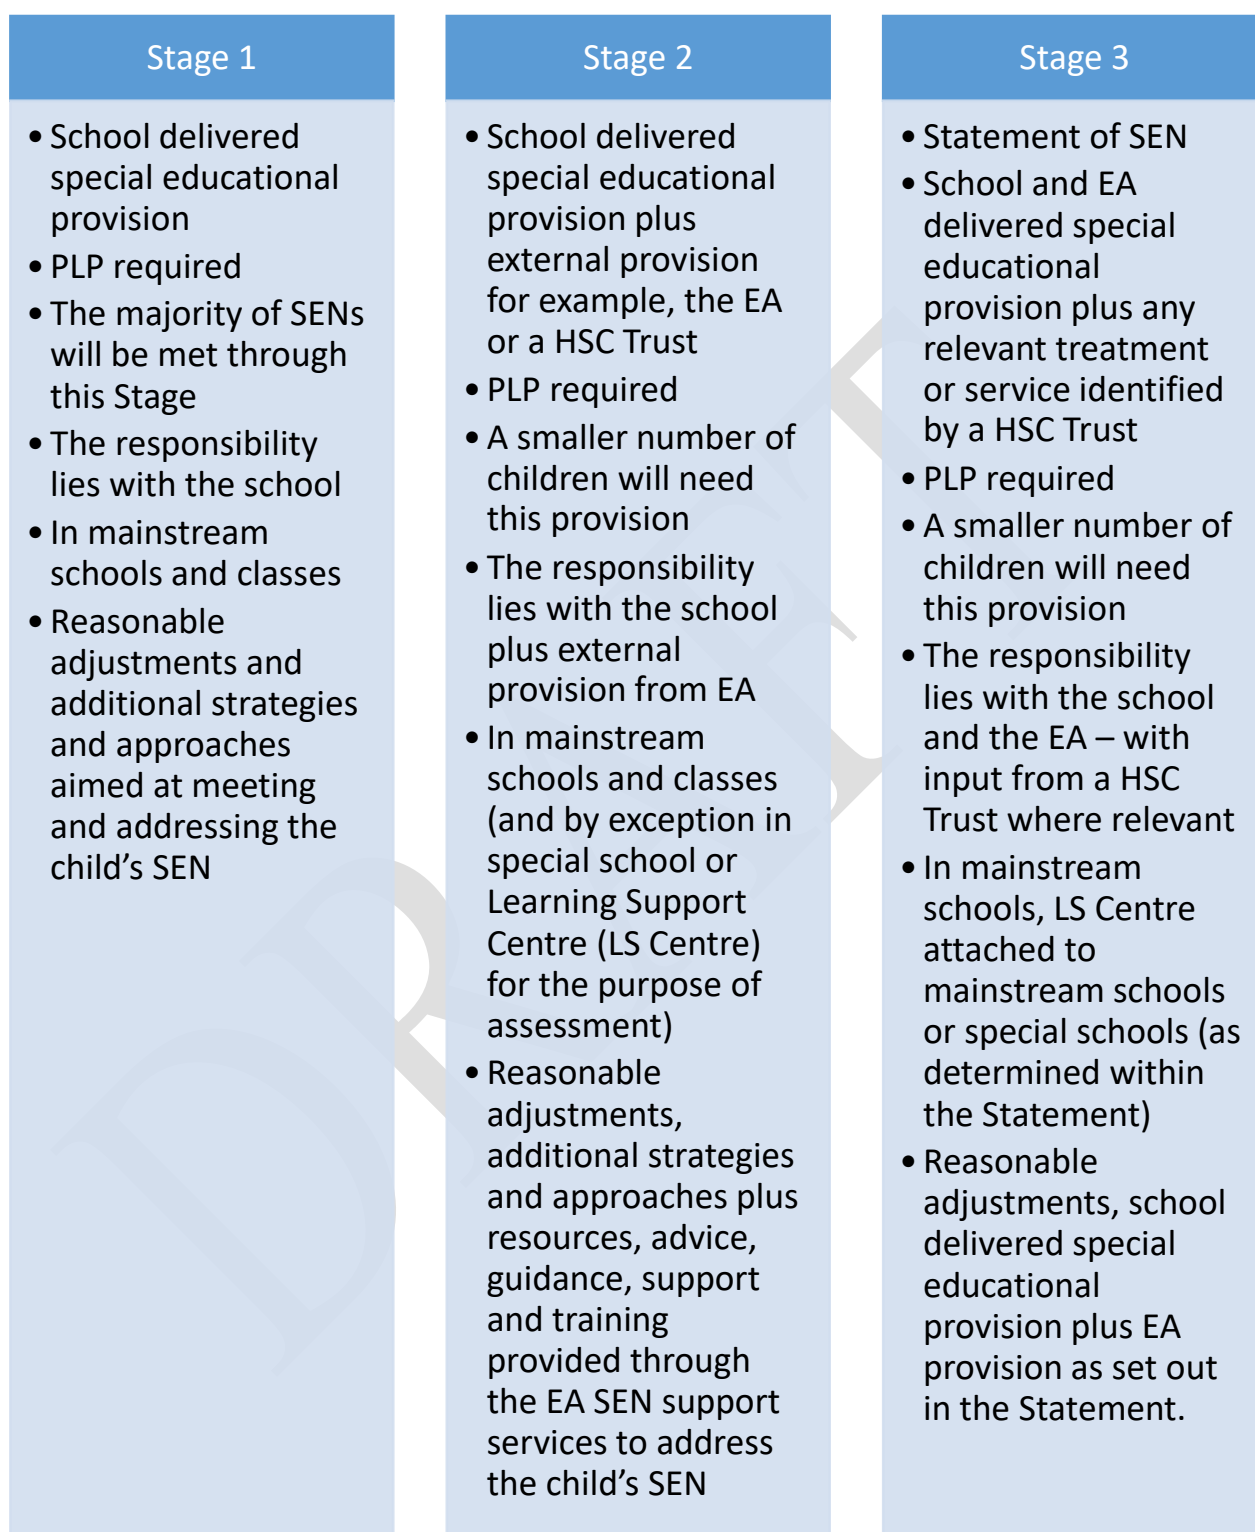 Stage 1
• School delivered
special educational
provision
• PLP required
• The majority of SENs
will be met through
this Stage
• The responsibility
lies with the school
• In mainstream
schools and classes
• Reasonable
adjustments and
additional strategies
and approaches
aimed at meeting
and addressing the
child’s SEN
Stage 2
• School delivered
special educational
provision plus
external provision
for example, the EA
or a HSC Trust
• PLP required
• A smaller number of
children will need
this provision
• The responsibility
lies with the school
plus external
provision from EA
• In mainstream
schools and classes
(and by exception in
special school or
Learning Support
Centre (LS Centre)
for the purpose of
assessment)
• Reasonable
adjustments,
additional strategies
and approaches plus
resources, advice,
guidance, support
and training
provided through
the EA SEN support
services to address
the child’s SEN
Stage 3
• Statement of SEN
• School and EA
delivered special
educational
provision plus any
relevant treatment
or service identified
by a HSC Trust
• PLP required
• A smaller number of
children will need
this provision
• The responsibility
lies with the school
and the EA – with
input from a HSC
Trust where relevant
• In mainstream
schools, LS Centre
attached to
mainstream schools
or special schools (as
determined within
the Statement)
• Reasonable
adjustments, school
delivered special
educational
provision plus EA
provision as set out
in the Statement.
DRAFT